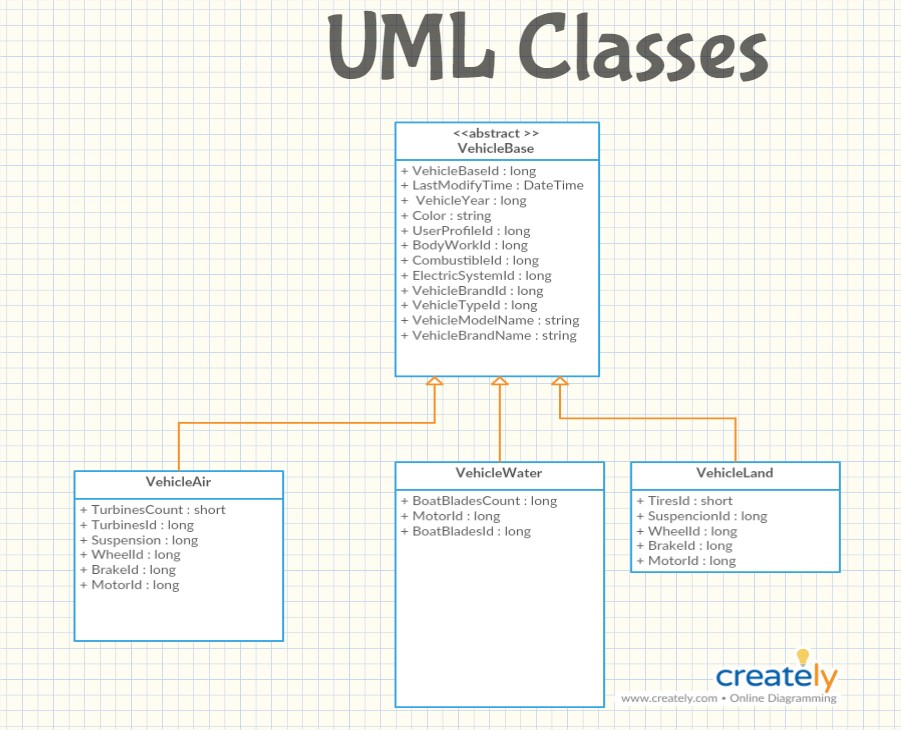 UML Classes
<<abstract >>
VehicleBase
+ VehicleBaseId : long
+ LastModifyTime : DateTime
+  VehicleYear : long
+ Color : string
+ UserProfileId : long
+ BodyWorkId : long
+ CombustibleId : long
+ ElectricSystemId : long
+ VehicleBrandId : long
+ VehicleTypeId : long
+ VehicleModelName : string
+ VehicleBrandName : string
VehicleAir
+ TurbinesCount : short
+ TurbinesId : long
+ Suspension : long
+ WheelId : long
+ BrakeId : long
+ MotorId : long
VehicleWater
+ BoatBladesCount : long
+ MotorId : long
+ BoatBladesId : long
VehicleLand
+ TiresId : short
+ SuspencionId : long
+ WheelId : long
+ BrakeId : long
+ MotorId : long
creately
www.creately.com • Online Diagramming